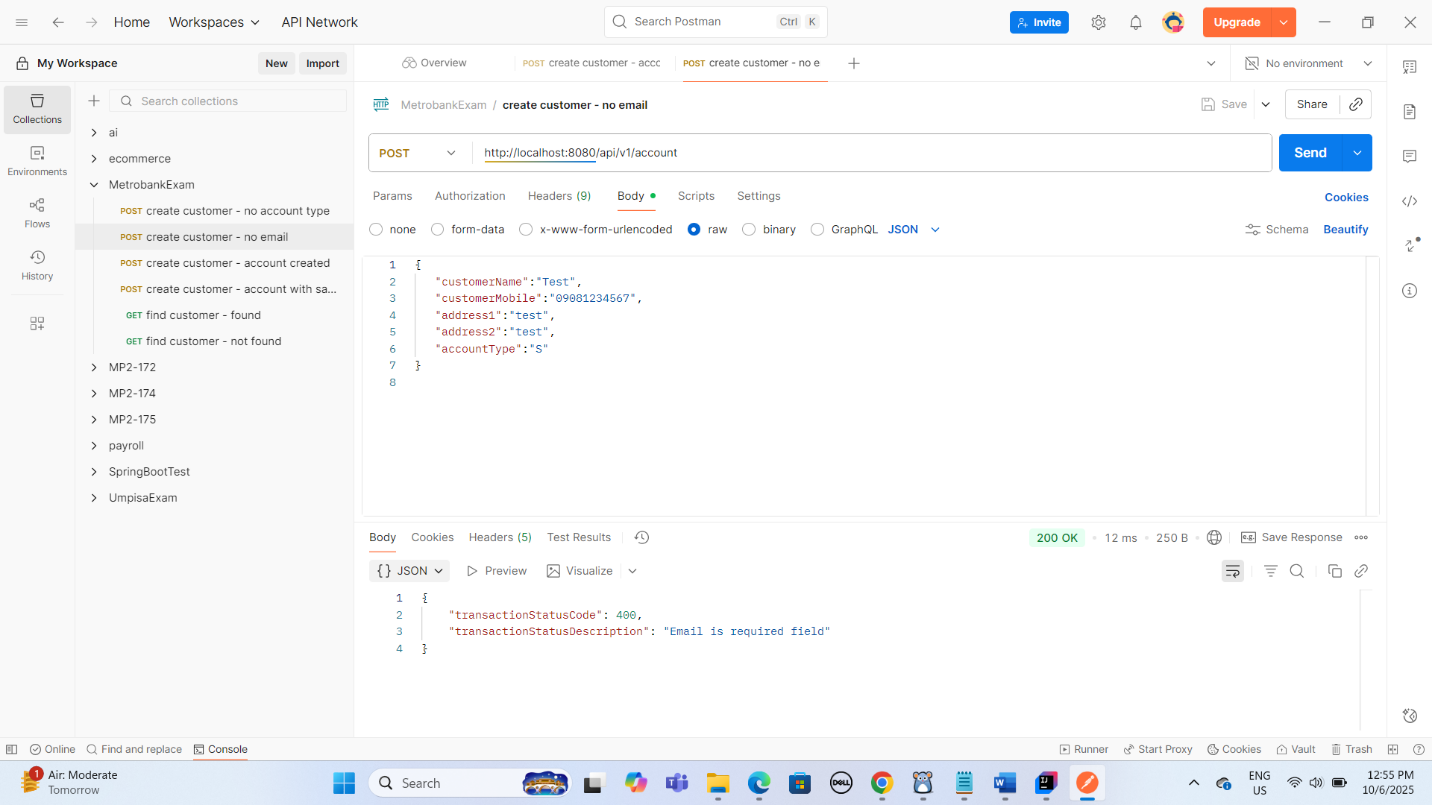 Home
Workspaces
API Network
Search Postman
Ctrl K
Invite
Upgrade
My Workspace
New
Import
Overview
POST create customer - acco
POST create customer - no e
No environment
Collections
Environments
Flows
History
Search collections
ai
ecommerce
MetrobankExam
POST create customer - no account type
POST create customer - no email
POST create customer - account created
POST create customer - account with sa...
GET find customer - found
GET find customer - not found
MP2-172
MP2-174
MP2-175
payroll
SpringBootTest
UmpisaExam
HTTP MetrobankExam / create customer - no email
Save
Share
POST
http://localhost:8080/api/v1/account
Send
Params
Authorization
Headers (9)
Body
Scripts
Settings
Cookies
none
form-data
x-www-form-urlencoded
raw
binary
GraphQL
JSON
Schema
Beautify
1 {
2 "customerName":"Test",
3 "customerMobile":"09081234567",
4 "address1":"test",
5 "address2":"test",
6 "accountType":"S"
7 }
8
Body
Cookies
Headers (5)
Test Results
200 OK
12 ms
250 B
e.g. Save Response
{} JSON
Preview
Visualize
1 {
2 "transactionStatusCode": 400,
3 "transactionStatusDescription": "Email is required field"
4 }
Online
Find and replace
Console
Runner
Start Proxy
Cookies
Vault
Trash
1
Air: Moderate
Tomorrow
Search
DELL
ENG
US
12:55 PM
10/6/2025